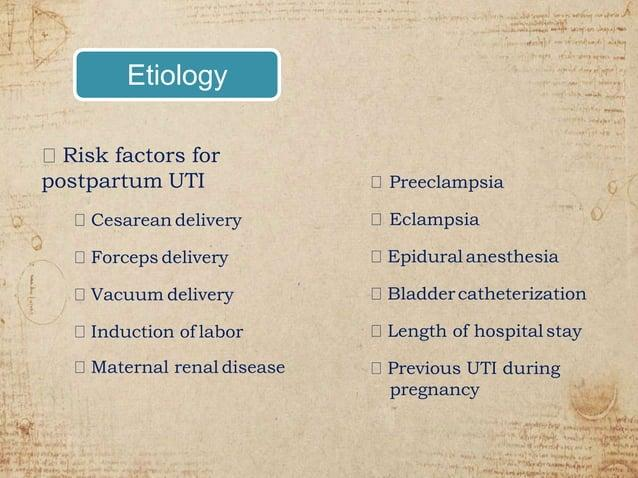 Etiology
Risk factors for
postpartum UTI
Cesarean delivery
Forceps delivery
Vacuum delivery
Induction of labor
Maternal renal disease
Preeclampsia
Eclampsia
Epidural anesthesia
Bladder catheterization
Length of hospital stay
Previous UTI during
pregnancy